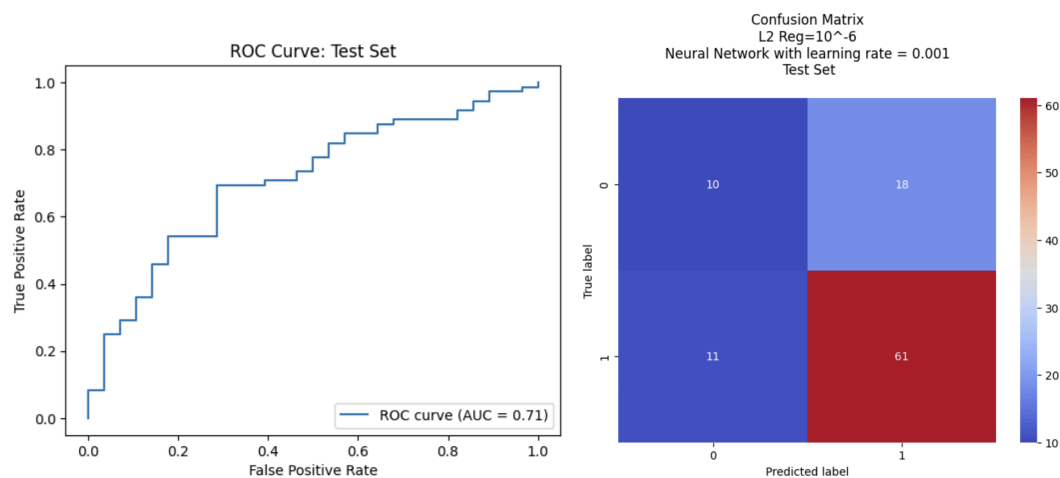 ROC Curve: Test Set
1.0
0.8
0.6
0.4
0.2
0.0
True Positive Rate
0.0 0.2 0.4 0.6 0.8 1.0
False Positive Rate
ROC curve (AUC = 0.71)
Confusion Matrix
L2 Reg=10^-6
Neural Network with learning rate = 0.001
Test Set
True label
0
10 18
1
11 61
0 1
Predicted label
60
50
40
30
20
10